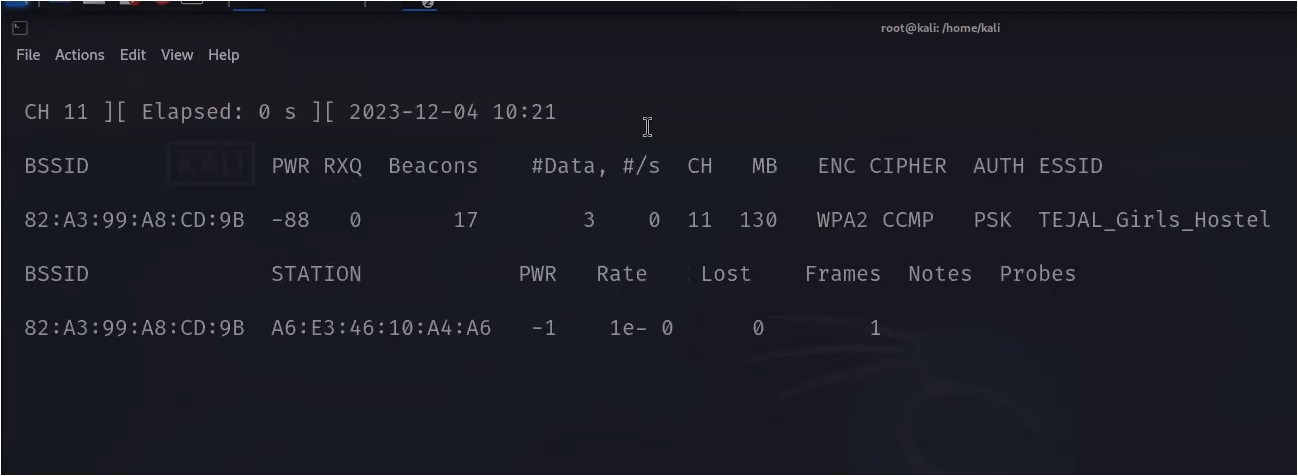 root@kali: /home/kali
File Actions Edit View Help
CH 11 ][ Elapsed: 0 s ][ 2023-12-04 10:21
BSSID PWR RXQ Beacons #Data, #/s CH MB ENC CIPHER AUTH ESSID
KALI
82:A3:99:A8:CD:9B -88 0 17 3 0 11 130 WPA2 CCMP PSK TEJAL_Girls_Hostel
BSSID STATION PWR Rate Lost Frames Notes Probes
82:A3:99:A8:CD:9B A6:E3:46:10:A4:A6 -1 1e- 0 0 1